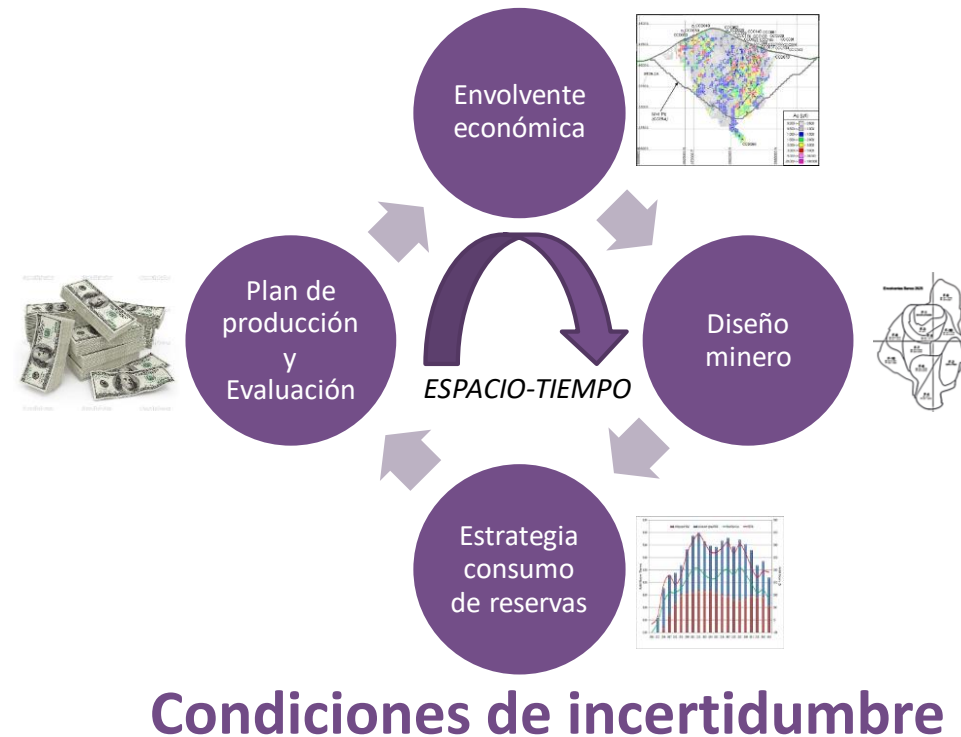 Envolvente
económica
Plan de
producción
y
Evaluación
ESPACIO-TIEMPO
Diseño
minero
Estrategia
consumo
de reservas
Condiciones de incertidumbre